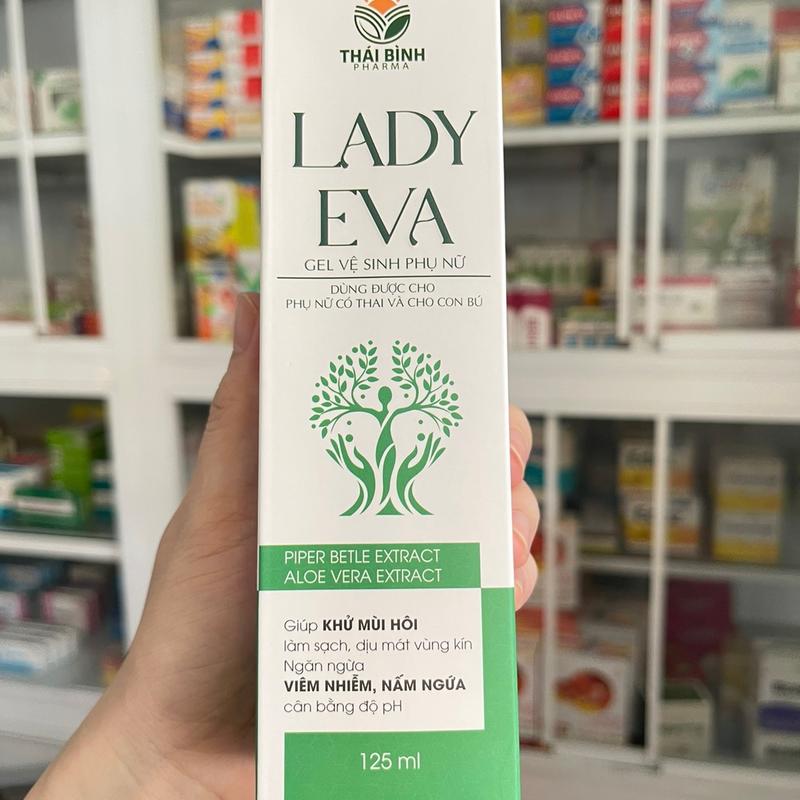 THÁI BÌNH
PHARMA
LADY
EVA
GEL VỆ SINH PHỤ NỮ
DÙNG ĐƯỢC CHO
PHỤ NỮ CÓ THAI VÀ CHO CON BÚ
PIPER BETLE EXTRACT
ALOE VERA EXTRACT
Giúp KHỬ MÙI HÔI
làm sạch, dịu mát vùng kín
Ngăn ngừa
VIÊM NHIỄM, NẤM NGỨA
cân bằng độ pH
125 ml